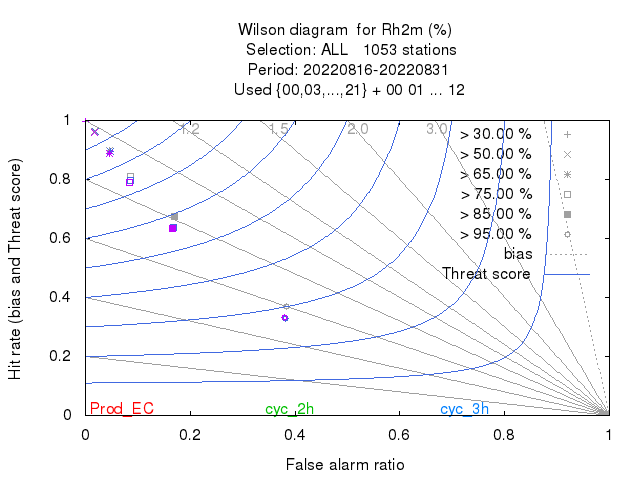 Wilson diagram for Rh2m (%)
Selection: ALL 1053 stations
Period: 20220816-20220831
Used {00,03,...,21} + 00 01 ... 12
Hit rate (bias and Threat score)
1
0.8
0.6
0.4
0.2
0
1.2
1.5
2.0
3.0
> 30.00 %
> 50.00 %
> 65.00 %
> 75.00 %
> 85.00 %
> 95.00 %
bias
Threat score
Prod_EC
cyc_2h
cyc_3h
0
0.2
0.4
0.6
0.8
1
False alarm ratio